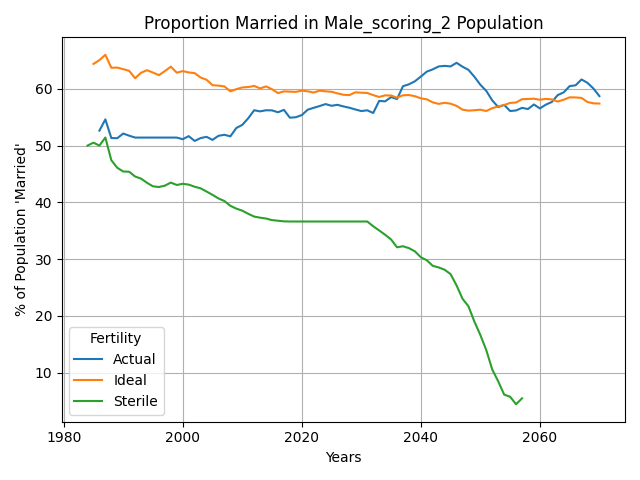 Proportion Married in Male_scoring_2 Population
% of Population 'Married'
60
50
40
30
20
10
Fertility
Actual
Ideal
Sterile
1980 2000 2020 2040 2060
Years